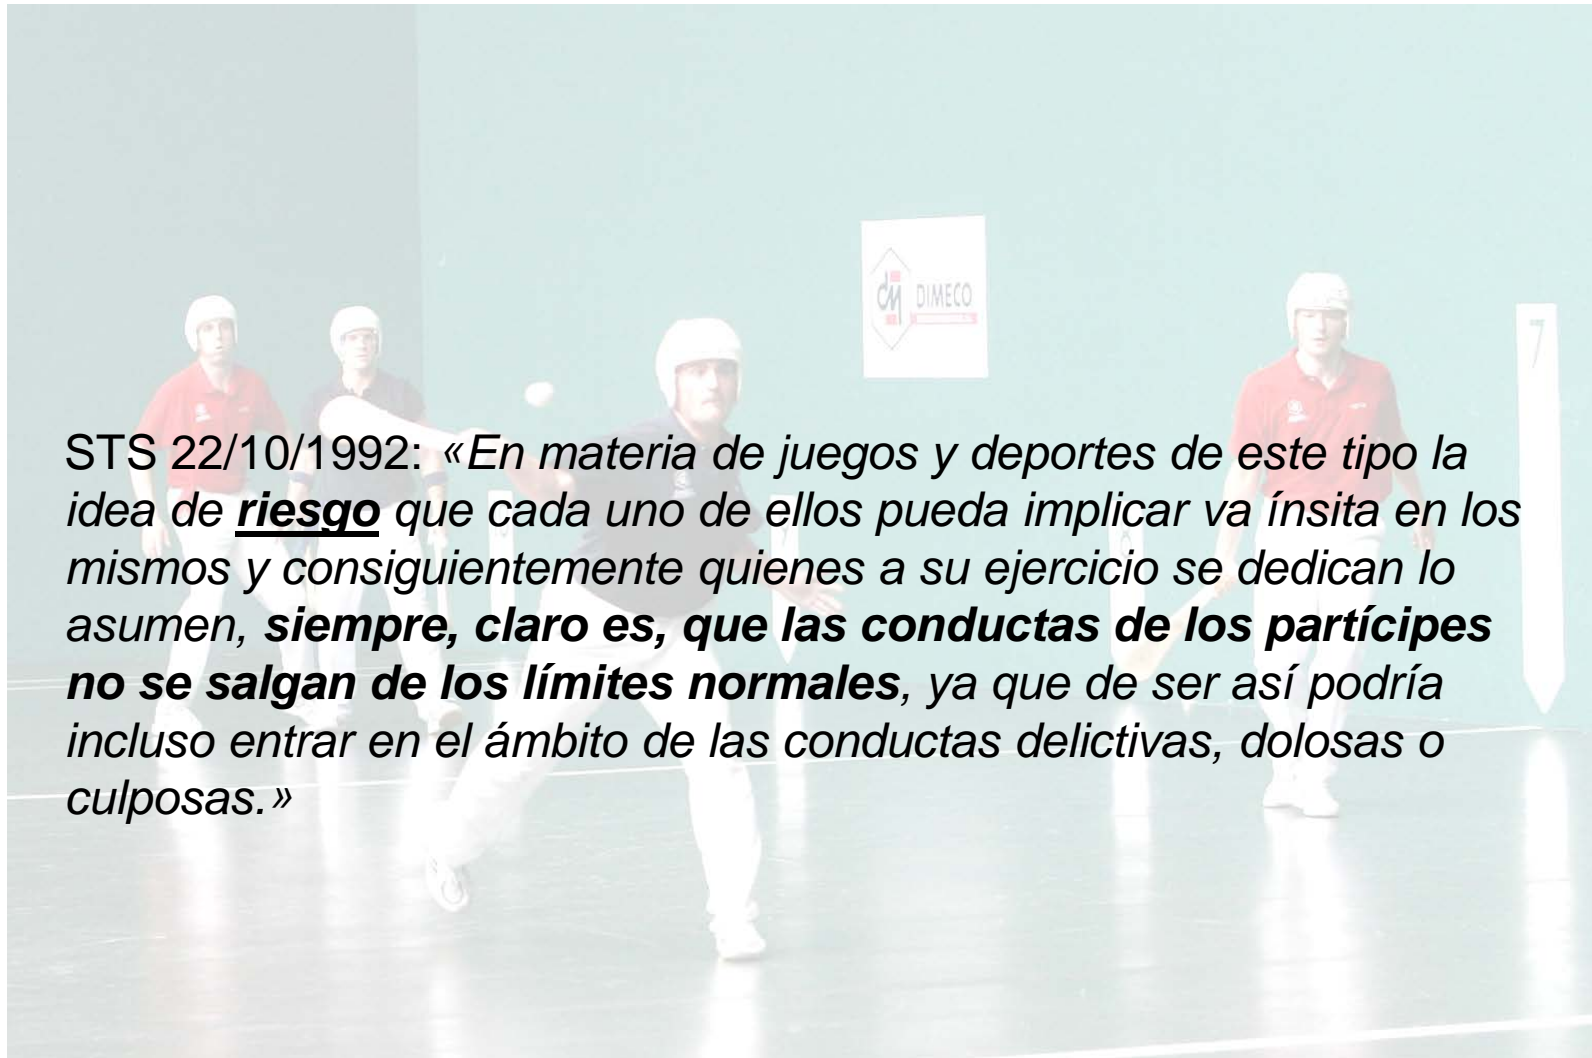 DIMECO
7
STS 22/10/1992: «En materia de juegos y deportes de este tipo la
idea de riesgo que cada uno de ellos pueda implicar va ínsita en los
mismos y consiguientemente quienes a su ejercicio se dedican lo
asumen, siempre, claro es, que las conductas de los partícipes
no se salgan de los límites normales, ya que de ser así podría
incluso entrar en el ámbito de las conductas delictivas, dolosas o
culposas.»